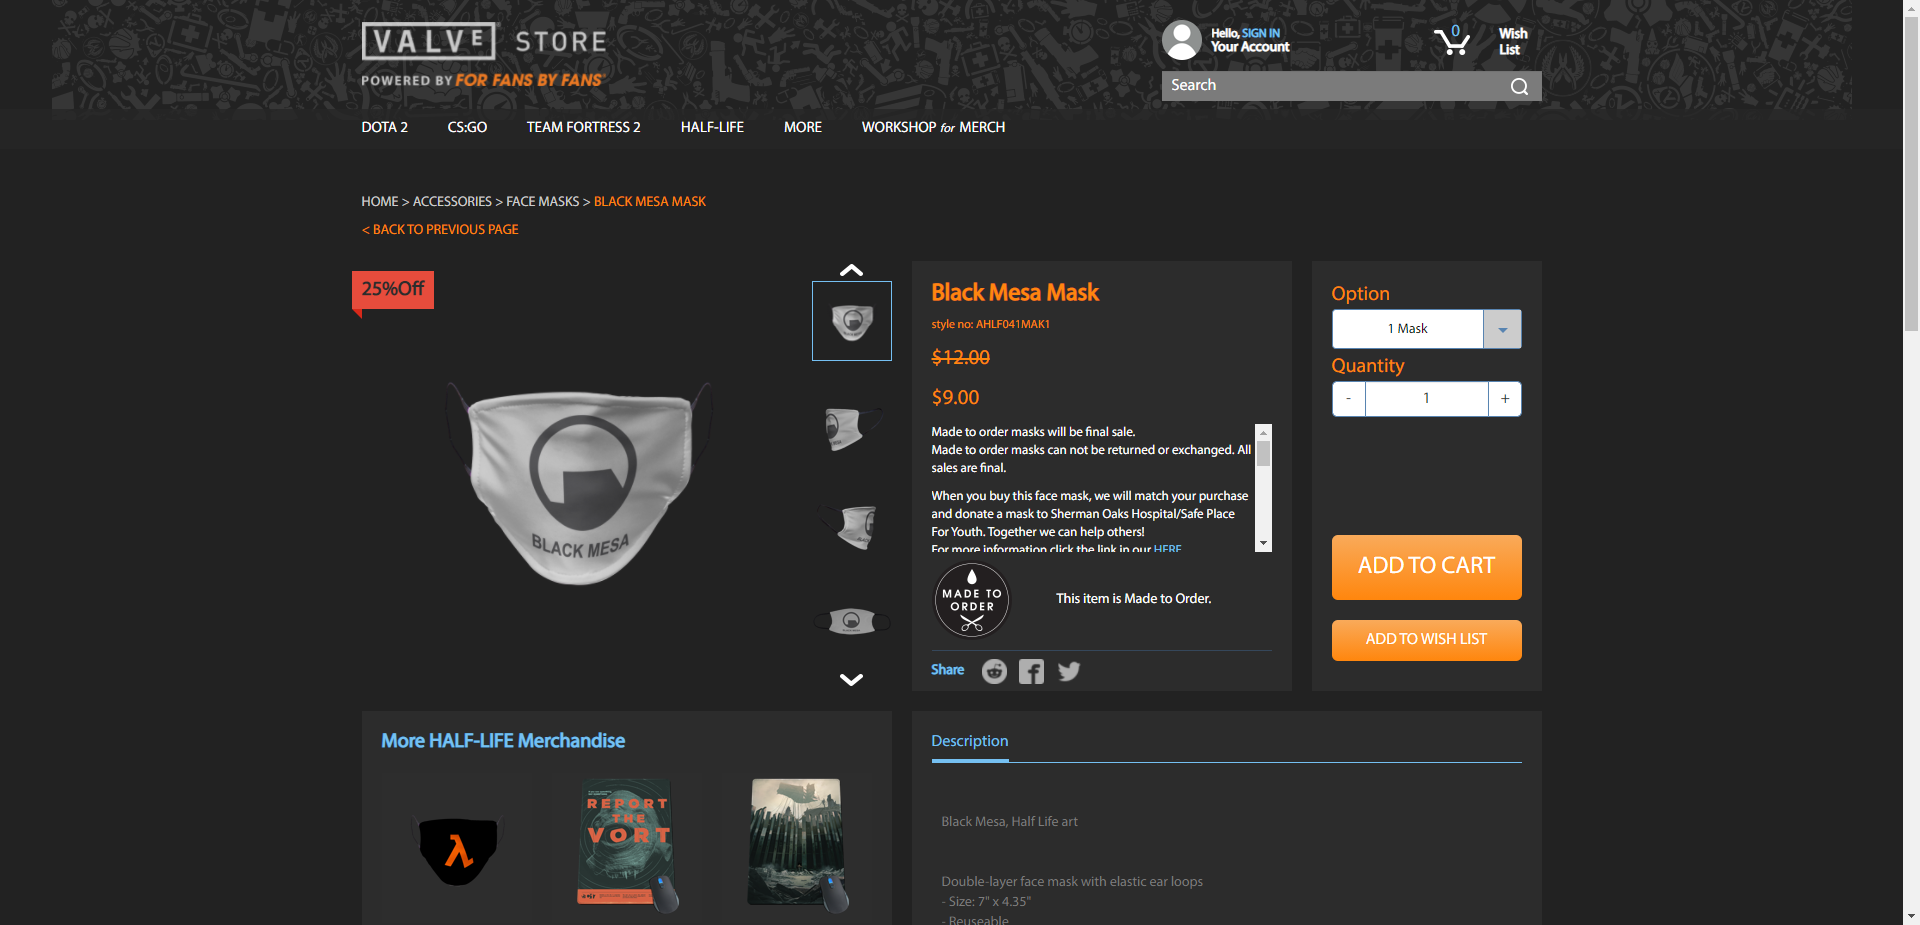 VALVE STORE
POWERED BY FOR FANS BY FANS
Hello, SIGN IN
Your Account
0
Wish
List
Search
DOTA 2
CS:GO
TEAM FORTRESS 2
HALF-LIFE
MORE
WORKSHOP for MERCH
HOME > ACCESSORIES > FACE MASKS > BLACK MESA MASK
< BACK TO PREVIOUS PAGE
25%Off
BLACK MESA
Black Mesa Mask
style no: AHLF041MAK1
$12.00
$9.00
Made to order masks will be final sale.
Made to order masks can not be returned or exchanged. All
sales are final.
When you buy this face mask, we will match your purchase
and donate a mask to Sherman Oaks Hospital/Safe Place
For Youth. Together we can help others!
For more information click the link in our HERE
MADE TO
ORDER
This item is Made to Order.
Share
Option
1 Mask
Quantity
-
1
+
ADD TO CART
ADD TO WISH LIST
More HALF-LIFE Merchandise
REPORT
THE
VORT
Description
Black Mesa, Half Life art
Double-layer face mask with elastic ear loops
- Size: 7" x 4.35"
- Reuseable